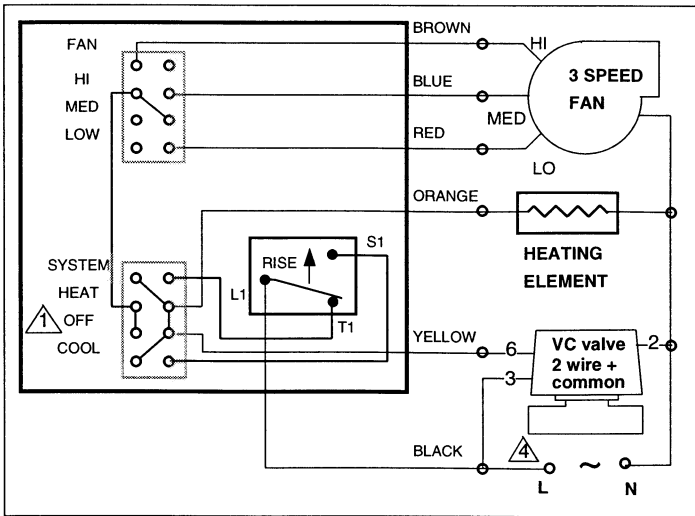 BROWN
FAN
HI
HI
3 SPEED
FAN
BLUE
MED
MED
RED
LOW
LO
ORANGE
HEATING
ELEMENT
SYSTEM
HEAT
OFF
COOL
1
S1
RISE
L1
T1
YELLOW
6
VC valve
2 wire +
common
2
3
BLACK
4
L
~
N